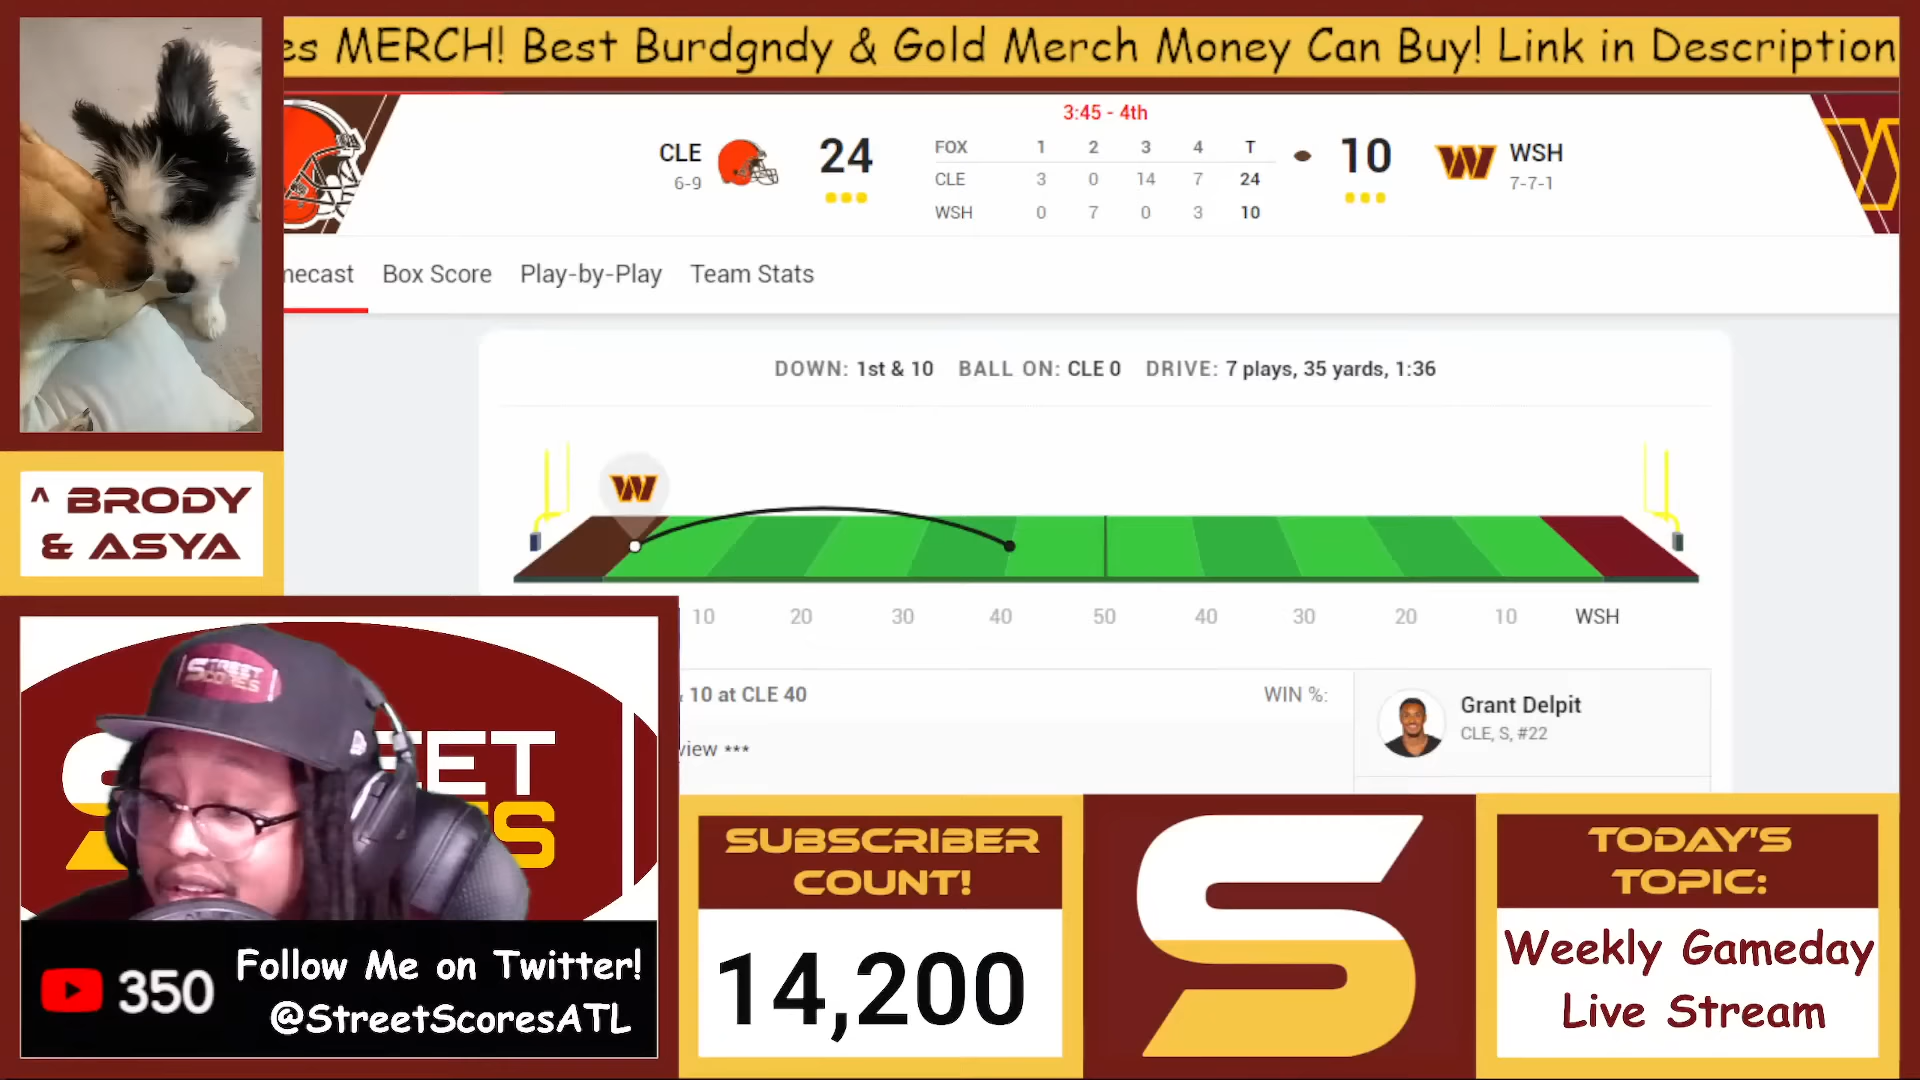 es MERCH! Best Burdgndy & Gold Merch Money Can Buy! Link in Description
3:45 - 4th
CLE 24 FOX 1 2 3 4 T 10 WSH
6-9 CLE 3 0 14 7 24 7-7-1
WSH 0 7 0 3 10
necast Box Score Play-by-Play Team Stats
DOWN: 1st & 10 BALL ON: CLE 0 DRIVE: 7 plays, 35 yards, 1:36
W
10 20 30 40 50 40 30 20 10 WSH
10 at CLE 40 WIN %:
view ***
Grant Delpit
CLE, S, #22
^ BRODY
& ASYA
STREET
SCORES
EET
ES
350
Follow Me on Twitter!
@StreetScoresATL
SUBSCRIBER
COUNT!
14,200
S
TODAY'S
TOPIC:
Weekly Gameday
Live Stream